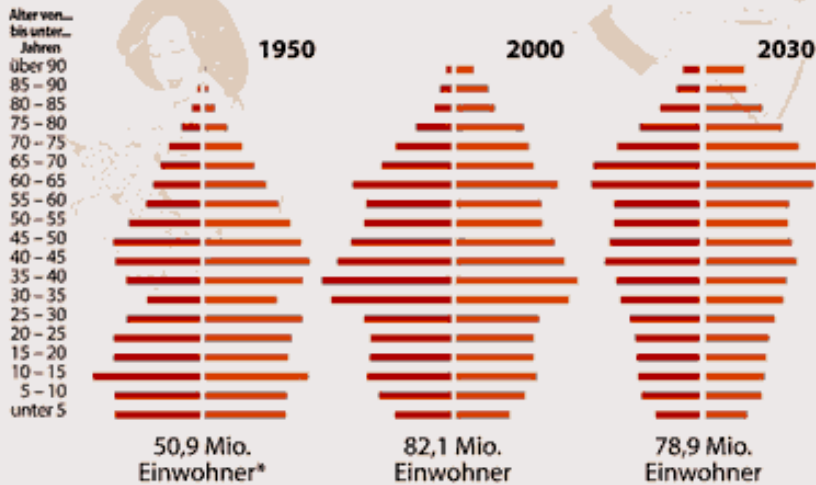 Alter von...
bis unter...
Jahren
1950
2000
2030
über 90
85 – 90
80 – 85
75 – 80
70 – 75
65 – 70
60 – 65
55 – 60
50 – 55
45 – 50
40 – 45
35 – 40
30 – 35
25 – 30
20 – 25
15 – 20
10 – 15
5 – 10
unter 5
50,9 Mio.
Einwohner*
82,1 Mio.
Einwohner
78,9 Mio.
Einwohner